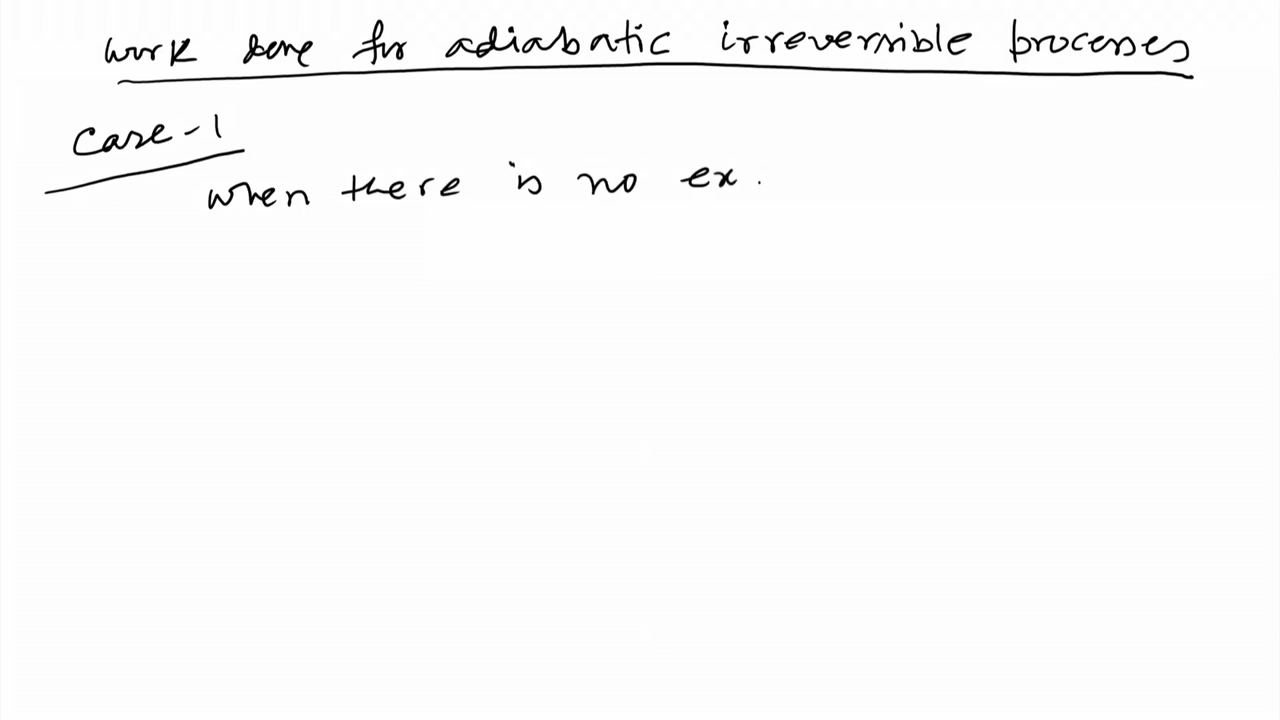 work done for adiabatic irreversible processes
Case-1
when there is no ex.